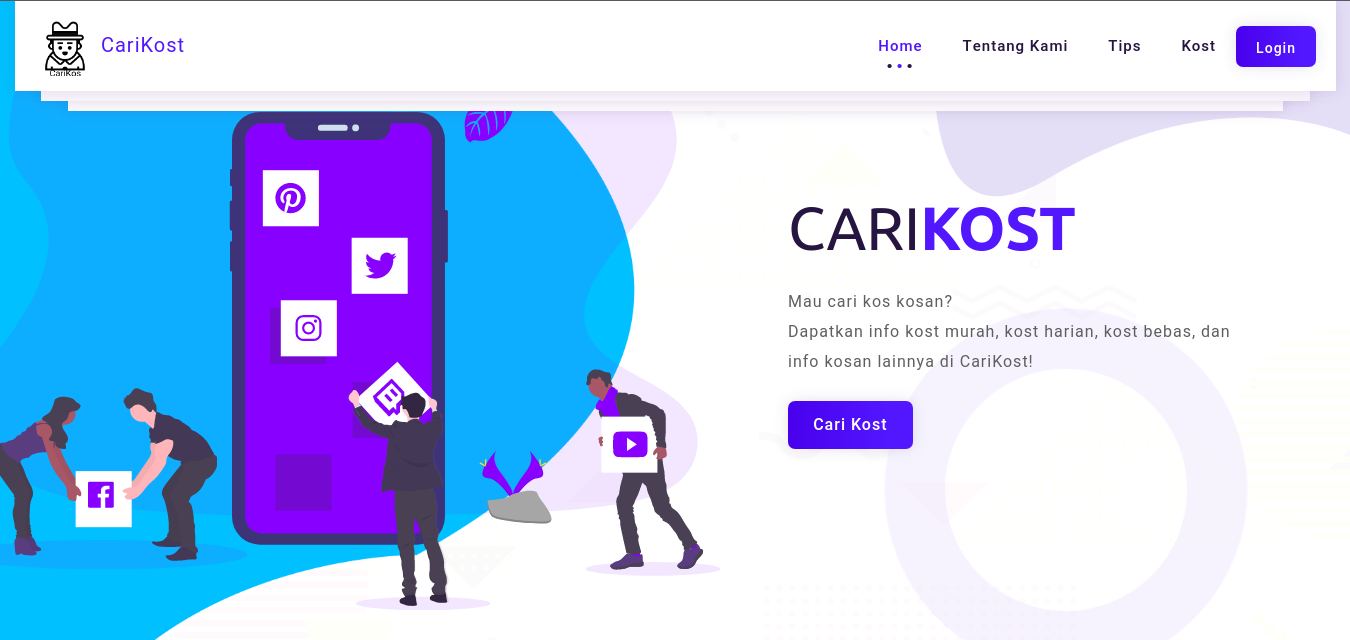 CariKos
CariKost
Home
Tentang Kami
Tips
Kost
Login
CARIKOST
Mau cari kos kosan?
Dapatkan info kost murah, kost harian, kost bebas, dan
info kosan lainnya di CariKost!
Cari Kost